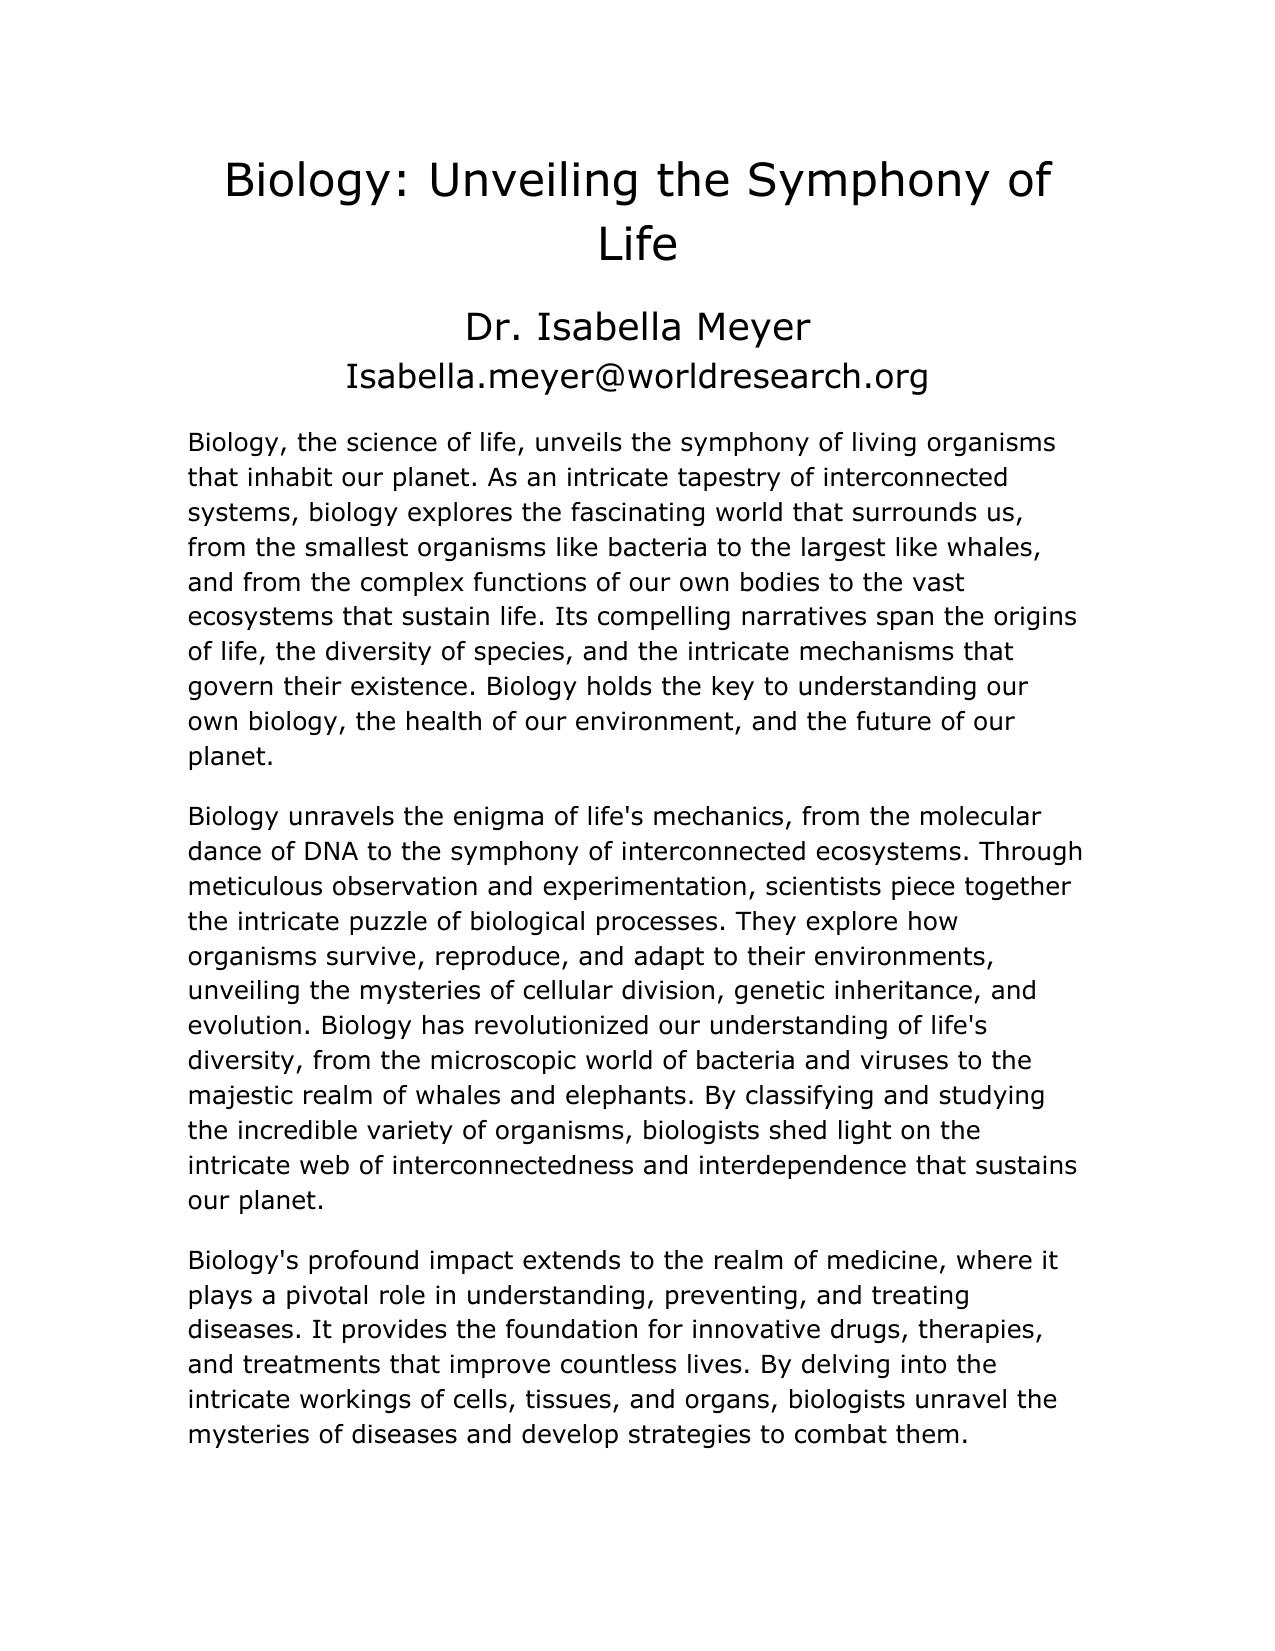 Biology: Unveiling the Symphony of
Life
Dr. Isabella Meyer
Isabella.meyer@worldresearch.org
Biology, the science of life, unveils the symphony of living organisms
that inhabit our planet. As an intricate tapestry of interconnected
systems, biology explores the fascinating world that surrounds us,
from the smallest organisms like bacteria to the largest like whales,
and from the complex functions of our own bodies to the vast
ecosystems that sustain life. Its compelling narratives span the origins
of life, the diversity of species, and the intricate mechanisms that
govern their existence. Biology holds the key to understanding our
own biology, the health of our environment, and the future of our
planet.
Biology unravels the enigma of life's mechanics, from the molecular
dance of DNA to the symphony of interconnected ecosystems. Through
meticulous observation and experimentation, scientists piece together
the intricate puzzle of biological processes. They explore how
organisms survive, reproduce, and adapt to their environments,
unveiling the mysteries of cellular division, genetic inheritance, and
evolution. Biology has revolutionized our understanding of life's
diversity, from the microscopic world of bacteria and viruses to the
majestic realm of whales and elephants. By classifying and studying
the incredible variety of organisms, biologists shed light on the
intricate web of interconnectedness and interdependence that sustains
our planet.
Biology's profound impact extends to the realm of medicine, where it
plays a pivotal role in understanding, preventing, and treating
diseases. It provides the foundation for innovative drugs, therapies,
and treatments that improve countless lives. By delving into the
intricate workings of cells, tissues, and organs, biologists unravel the
mysteries of diseases and develop strategies to combat them.